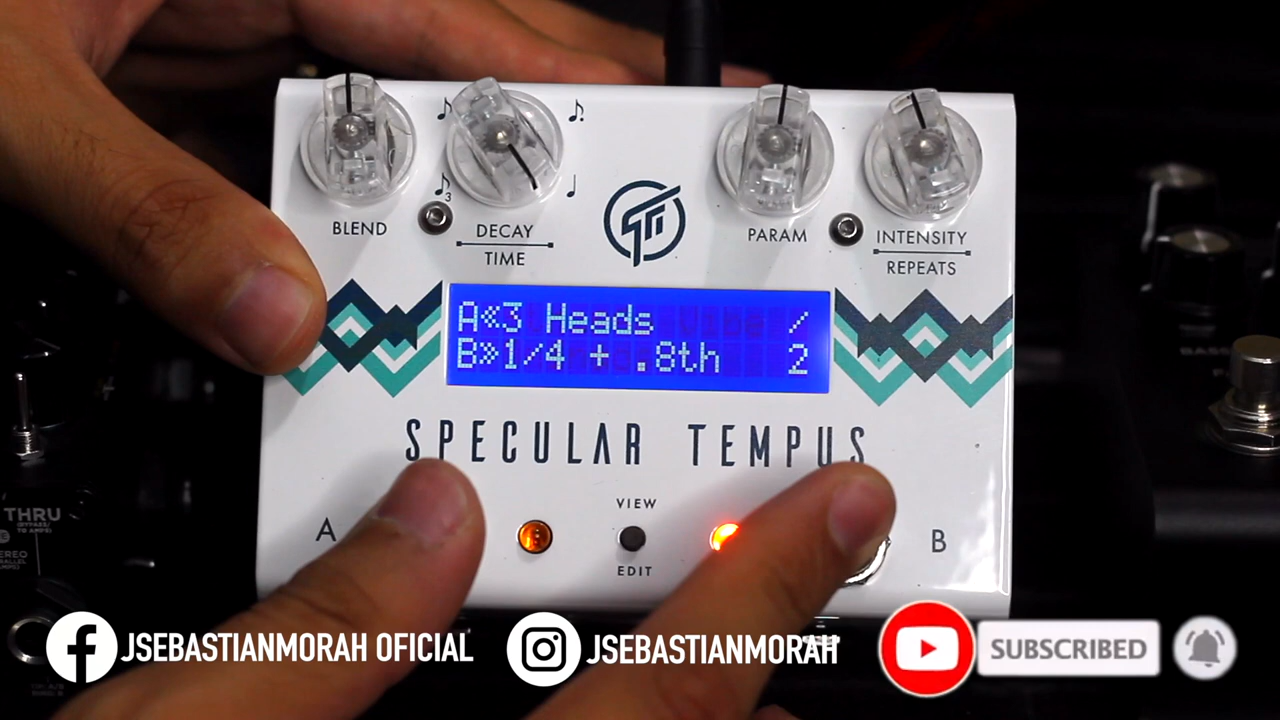 BLEND
3
DECAY
TIME
PARAM
INTENSITY
REPEATS
A«3 Heads /
B»1/4 + .8th 2
SPECULAR TEMPUS
VIEW
A
B
EDIT
THRU
JSEBASTIANMORAH OFICIAL
JSEBASTIANMORAH
SUBSCRIBED